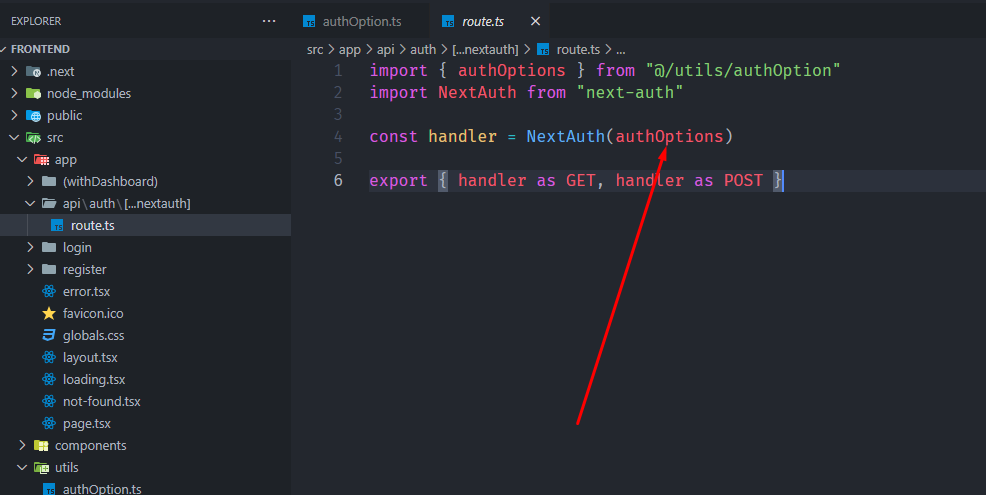 EXPLORER
···
authOption.ts
route.ts
FRONTEND
.next
node_modules
public
src
app
(withDashboard)
api\auth\[...nextauth]
route.ts
login
register
error.tsx
favicon.ico
globals.css
layout.tsx
loading.tsx
not-found.tsx
page.tsx
components
utils
authOption.ts
src > app > api > auth > [...nextauth] > TS route.ts > ...
1 import { authOptions } from "@/utils/authOption"
2 import NextAuth from "next-auth"
3
4 const handler = NextAuth(authOptions)
5
6 export { handler as GET, handler as POST }